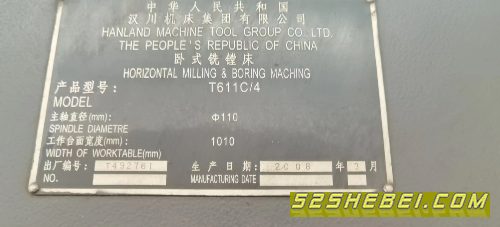 中华人民共和国
汉川机床集团有限公司
HANLAND MACHINE TOOL GROUP CO., LTD.
THE PEOPLE'S REPUBLIC OF CHINA
卧式铣镗床
HORIZONTAL MILLING & BORING MACHING
产品型号: T611C/4
MODEL
主轴直径(mm): Φ110
SPINDLE DIAMETRE
工作台面宽度(mm): 1010
WIDTH OF WORKTABLE(mm)
出厂编号: T492761 生产日期: 2008 年 3 月
NO. MANUFACTURING DATE
52SHEBEI.COM